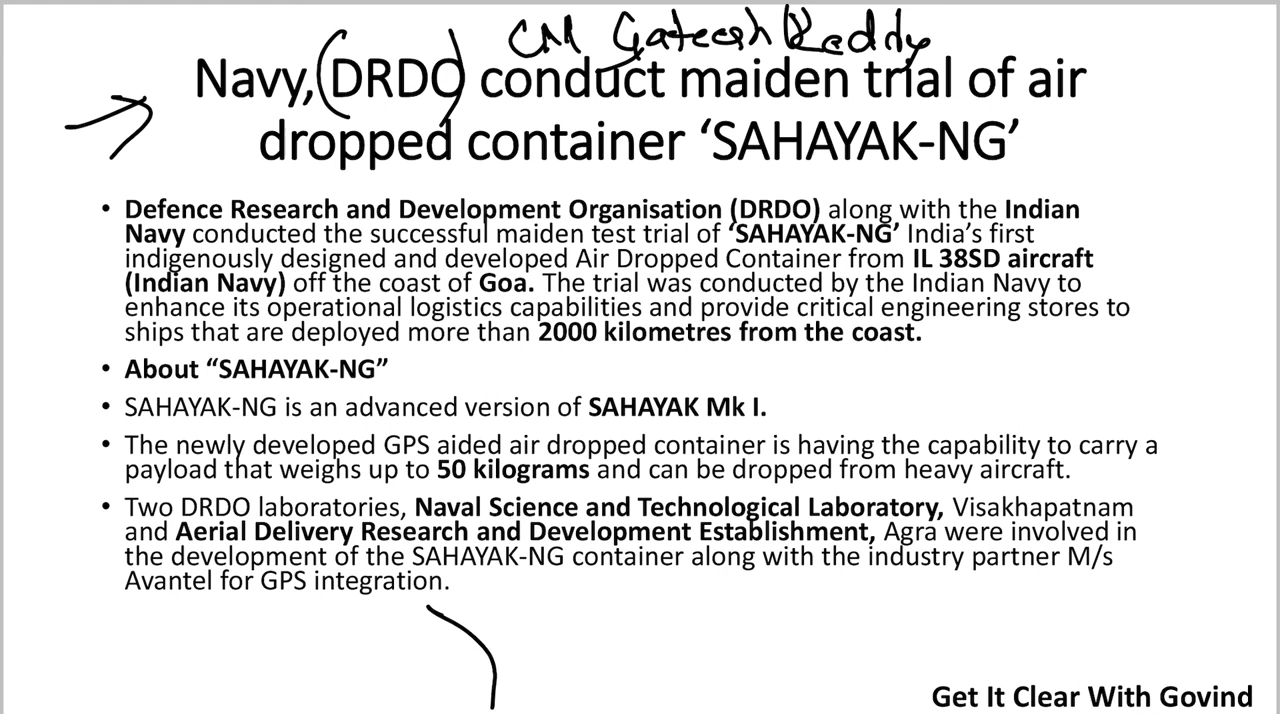 CM Gateesh Reddy
Navy, (DRDO) conduct maiden trial of air
dropped container ‘SAHAYAK-NG’
• Defence Research and Development Organisation (DRDO) along with the Indian
Navy conducted the successful maiden test trial of ‘SAHAYAK-NG’ India’s first
indigenously designed and developed Air Dropped Container from IL 38SD aircraft
(Indian Navy) off the coast of Goa. The trial was conducted by the Indian Navy to
enhance its operational logistics capabilities and provide critical engineering stores to
ships that are deployed more than 2000 kilometres from the coast.
• About “SAHAYAK-NG”
• SAHAYAK-NG is an advanced version of SAHAYAK Mk I.
• The newly developed GPS aided air dropped container is having the capability to carry a
payload that weighs up to 50 kilograms and can be dropped from heavy aircraft.
• Two DRDO laboratories, Naval Science and Technological Laboratory, Visakhapatnam
and Aerial Delivery Research and Development Establishment, Agra were involved in
the development of the SAHAYAK-NG container along with the industry partner M/s
Avantel for GPS integration.
Get It Clear With Govind